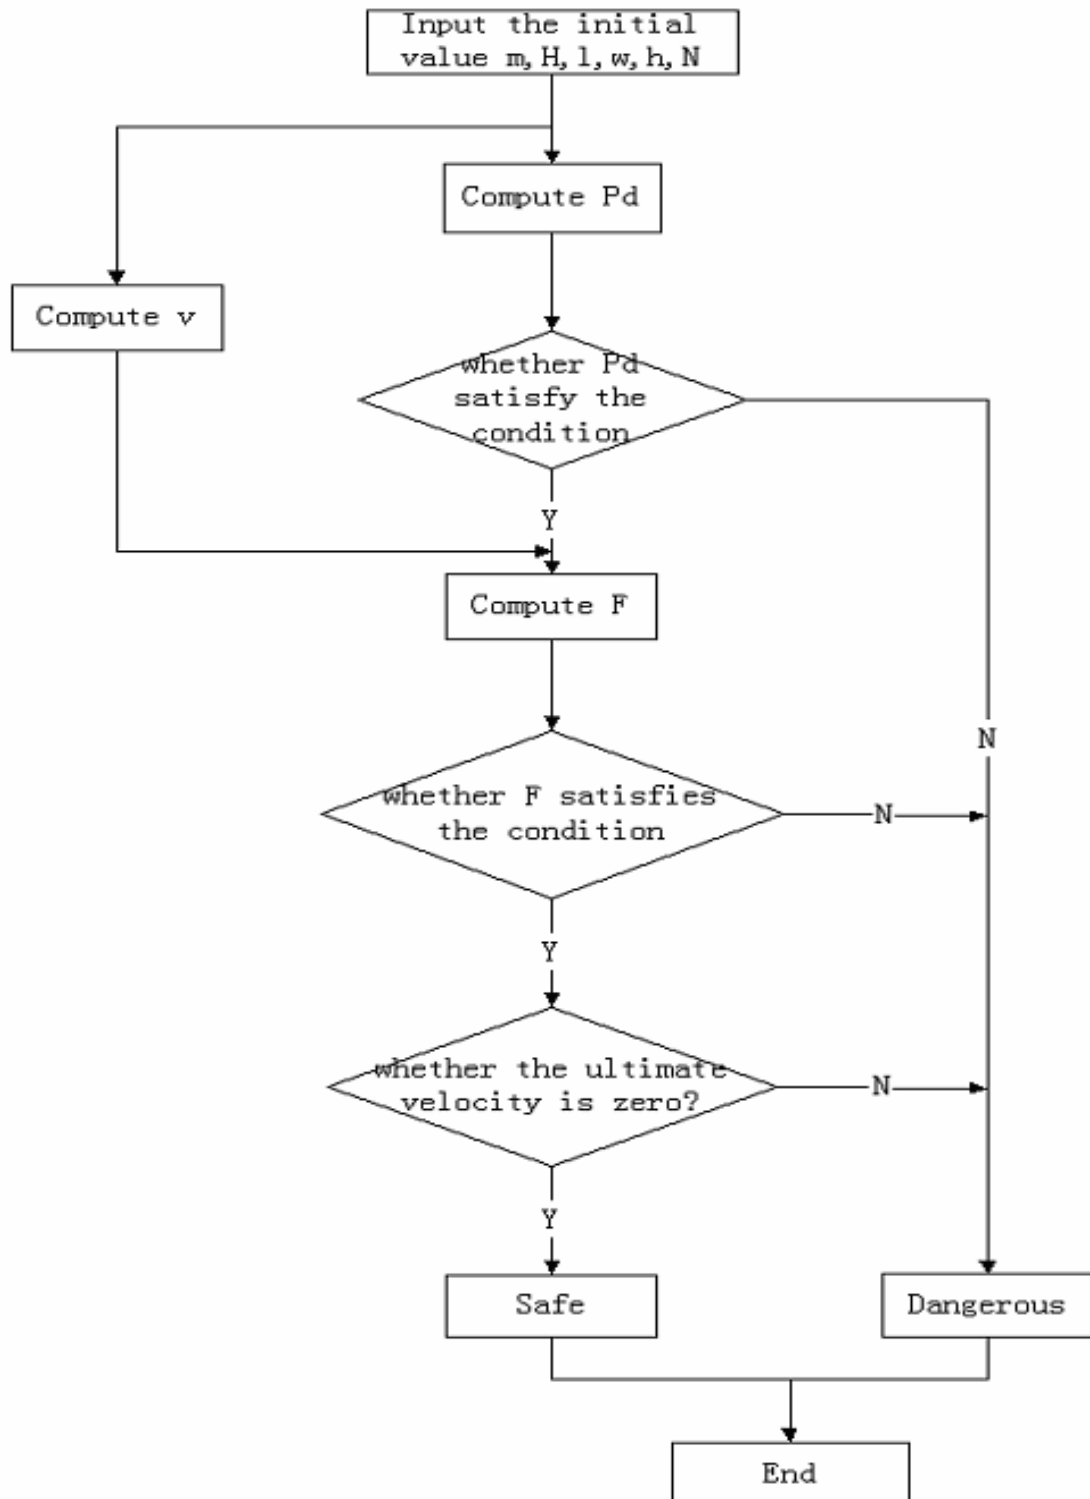 Input the initial
value m, H, l, w, h, N
Compute Pd
Compute v
whether Pd
satisfy the
condition
Y
Compute F
N
whether F satisfies
the condition
N
Y
whether the ultimate
velocity is zero?
N
Y
Safe
Dangerous
End